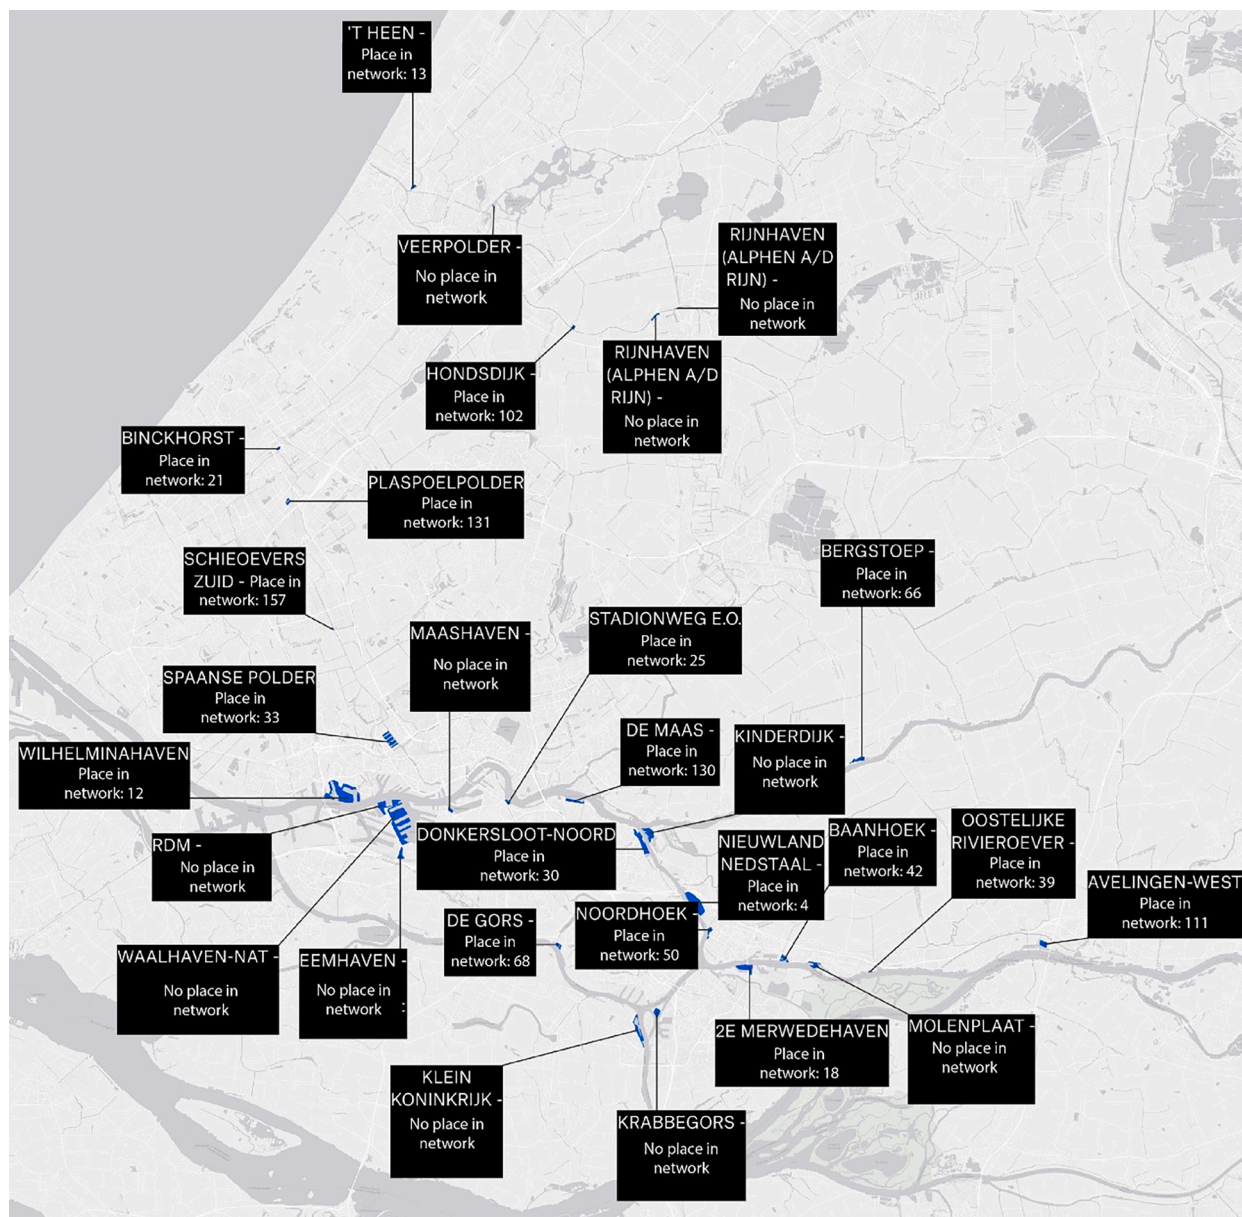 'T HEEN -
Place in
network: 13
VEERPOLDER -
No place in
network
RIJNHAVEN
(ALPHEN A/D
RIJN) -
No place in
network
RIJNHAVEN
(ALPHEN A/D
RIJN) -
No place in
network
HONDSDIJK -
Place in
network: 102
BINCKHORST -
Place in
network: 21
PLASPOELPOLDER
Place in
network: 131
SCHIEOEVERS
ZUID - Place in
network: 157
BERGSTOEP -
Place in
network: 66
STADIONWEG E.O.
Place in
network: 25
MAASHAVEN -
No place in
network
SPAANSE POLDER
Place in
network: 33
DE MAAS -
Place in
network: 130
KINDERDIJK -
No place in
network
WILHELMINAHAVEN
Place in
network: 12
RDM -
No place in
network
DONKERSLOOT-NOORD
Place in
network: 30
NIEUWLAND
NEDSTAAL -
Place in
network: 4
BAANHOEK -
Place in
network: 42
OOSTELIJKE
RIVIEROEVER -
Place in
network: 39
AVELINGEN-WEST
Place in
network: 111
DE GORS -
Place in
network: 68
NOORDHOEK -
Place in
network: 50
WAALHAVEN-NAT -
No place in
network
EEMHAVEN -
No place in
network :
2E MERWEDEHAVEN
Place in
network: 18
MOLENPLAAT -
No place in
network
KLEIN
KONINKRIJK -
No place in
network
KRABBEGORS -
No place in
network